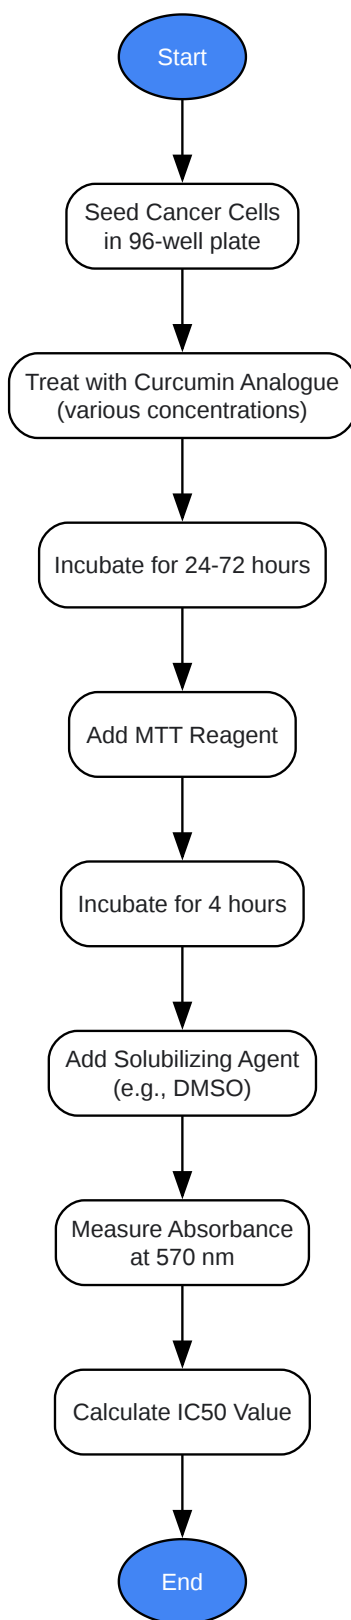 Start
Seed Cancer Cells
in 96-well plate
Treat with Curcumin Analogue
(various concentrations)
Incubate for 24-72 hours
Add MTT Reagent
Incubate for 4 hours
Add Solubilizing Agent
(e.g., DMSO)
Measure Absorbance
at 570 nm
Calculate IC50 Value
End